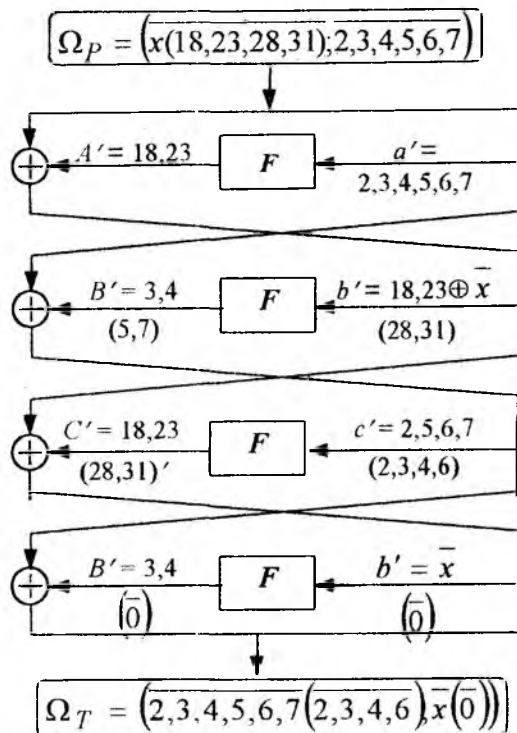 Ω_P = (x̅(18,23,28,31);2,3,4,5,6,7)
A′= 18,23 F a′= 2,3,4,5,6,7
B′= 3,4 (5,7) F b′= 18,23⊕ x̅ (28,31)
C′= 18,23 (28,31)′ F c′= 2,5,6,7 (2,3,4,6)
B′= 3,4 (0̅) F b′ = x̅ (0̅)
Ω_T = (2,3,4,5,6,7(2,3,4,6),x̅(0̅))